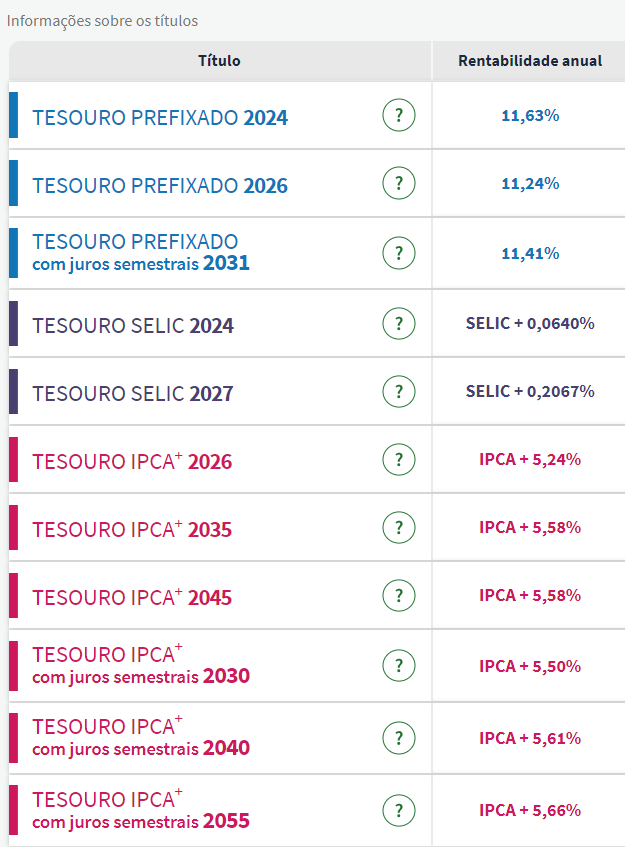 Informações sobre os títulos
Título Rentabilidade anual
TESOURO PREFIXADO 2024 ? 11,63%
TESOURO PREFIXADO 2026 ? 11,24%
TESOURO PREFIXADO
com juros semestrais 2031 ? 11,41%
TESOURO SELIC 2024 ? SELIC + 0,0640%
TESOURO SELIC 2027 ? SELIC + 0,2067%
TESOURO IPCA+ 2026 ? IPCA + 5,24%
TESOURO IPCA+ 2035 ? IPCA + 5,58%
TESOURO IPCA+ 2045 ? IPCA + 5,58%
TESOURO IPCA+
com juros semestrais 2030 ? IPCA + 5,50%
TESOURO IPCA+
com juros semestrais 2040 ? IPCA + 5,61%
TESOURO IPCA+
com juros semestrais 2055 ? IPCA + 5,66%